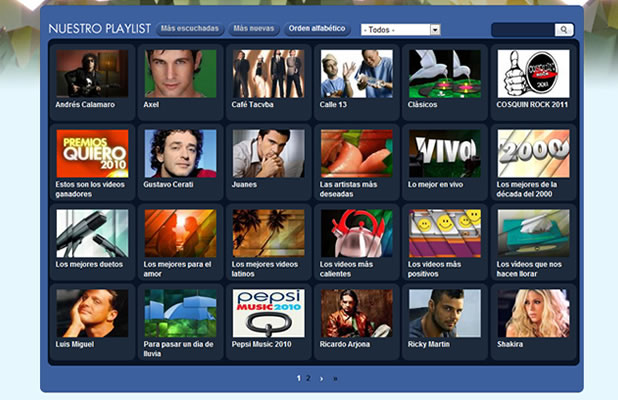 NUESTRO PLAYLIST
Más escuchadas
Más nuevas
Orden alfabético
- Todos -
Andrés Calamaro
Axel
Café Tacvba
Calle 13
Clásicos
COSQUIN ROCK 2011
PREMIOS
QUIERO
2010
Estos son los videos
ganadores
Gustavo Cerati
Juanes
Las artistas más
deseadas
VIVO
Lo mejor en vivo
2000
Los mejores de la
década del 2000
Los mejores duetos
Los mejores para el
amor
Los mejores videos
latinos
Los videos más
calientes
Los videos más
positivos
Los videos que nos
hacen llorar
Luis Miguel
Para pasar un día de
lluvia
pepsi
MUSIC 2010
Pepsi Music 2010
Ricardo Arjona
Ricky Martin
Shakira
1 2 › »